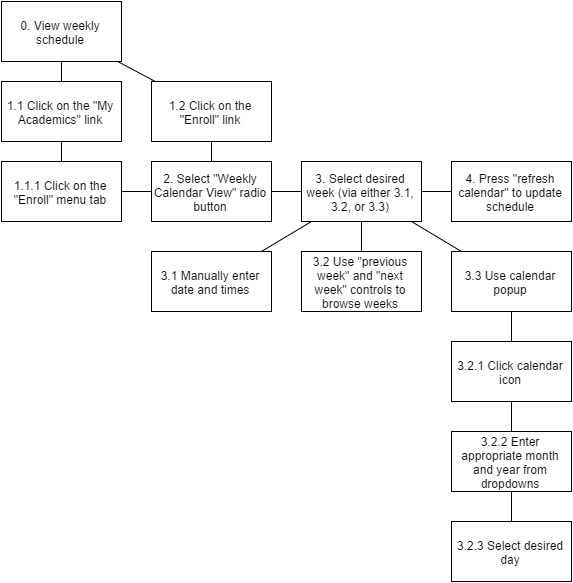 0. View weekly
schedule
1.1 Click on the "My
Academics" link
1.2 Click on the
"Enroll" link
1.1.1 Click on the
"Enroll" menu tab
2. Select "Weekly
Calendar View" radio
button
3. Select desired
week (via either 3.1,
3.2, or 3.3)
4. Press "refresh
calendar" to update
schedule
3.1 Manually enter
date and times
3.2 Use "previous
week" and "next
week" controls to
browse weeks
3.3 Use calendar
popup
3.2.1 Click calendar
icon
3.2.2 Enter
appropriate month
and year from
dropdowns
3.2.3 Select desired
day